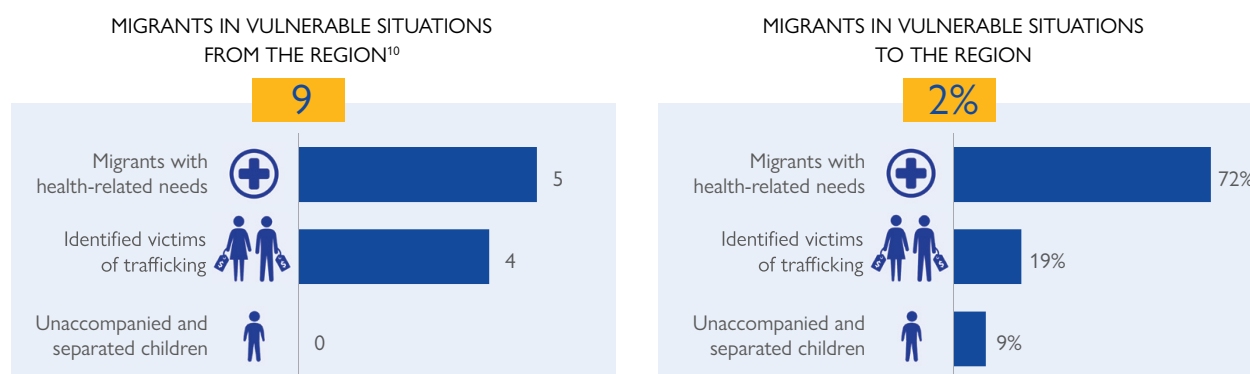 MIGRANTS IN VULNERABLE SITUATIONS
FROM THE REGION¹⁰
9
Migrants with
health-related needs
5
Identified victims
of trafficking
4
Unaccompanied and
separated children
0
MIGRANTS IN VULNERABLE SITUATIONS
TO THE REGION
2%
Migrants with
health-related needs
72%
Identified victims
of trafficking
19%
Unaccompanied and
separated children
9%